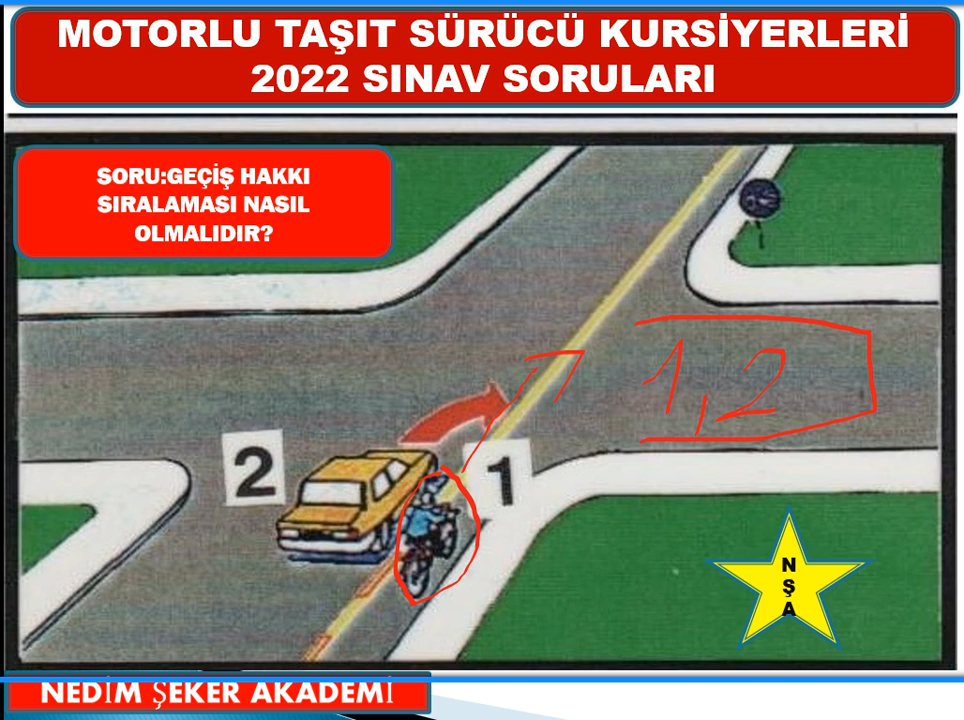 MOTORLU TAŞIT SÜRÜCÜ KURSİYERLERİ
2022 SINAV SORULARI
SORU:GEÇİŞ HAKKI
SIRALAMASI NASIL
OLMALIDIR?
1,2
2
1
N
Ş
A
NEDİM ŞEKER AKADEMİ